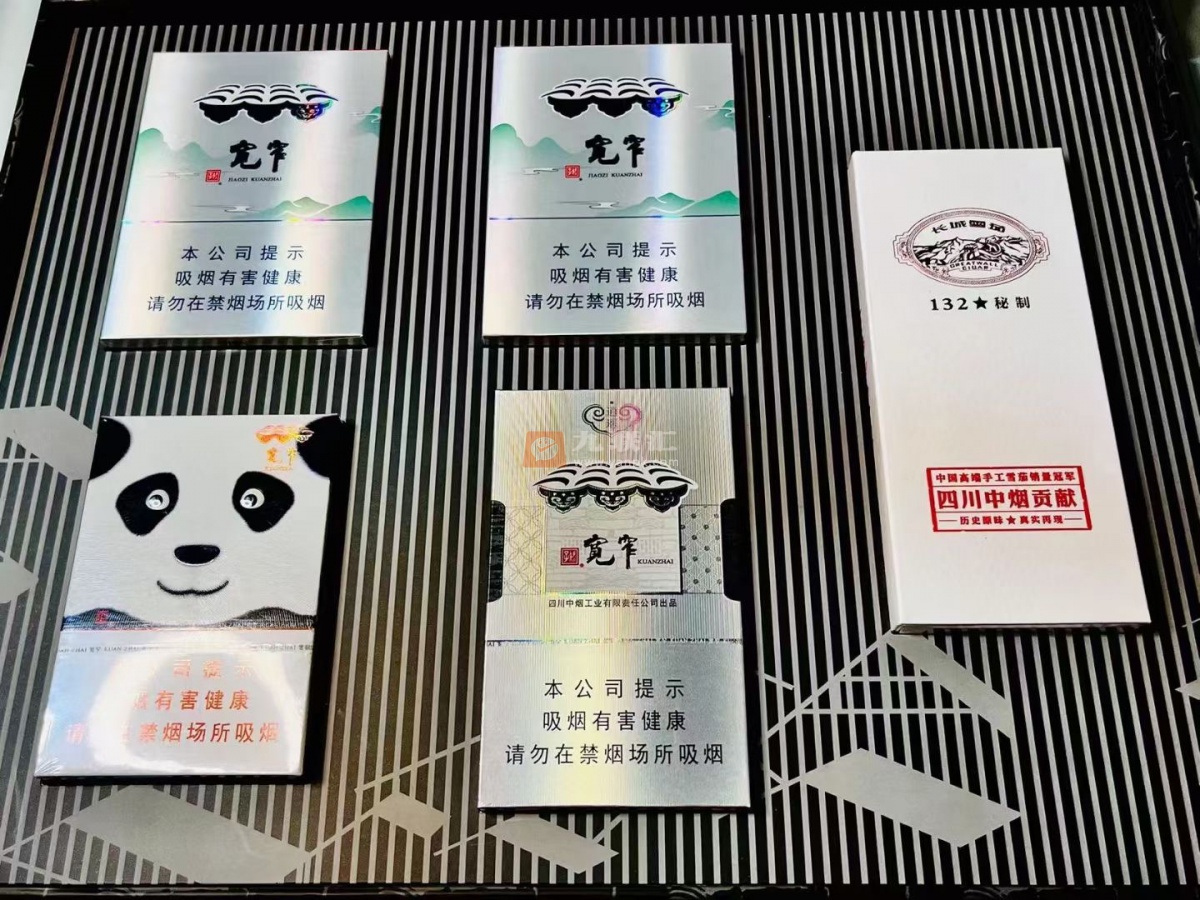 宽窄
JIAOZI KUANZHAI
本公司提示
吸烟有害健康
请勿在禁烟场所吸烟
宽窄
JIAOZI KUANZHAI
本公司提示
吸烟有害健康
请勿在禁烟场所吸烟
长城雪茄
GREATWALL
CIGAR
132★秘制
中国高端手工雪茄销量冠军
四川中烟贡献
历史原味★真实再现
宽窄
有害健康
禁烟场所吸烟
宽窄
KUANZHAI
四川中烟工业有限责任公司出品
本公司提示
吸烟有害健康
请勿在禁烟场所吸烟